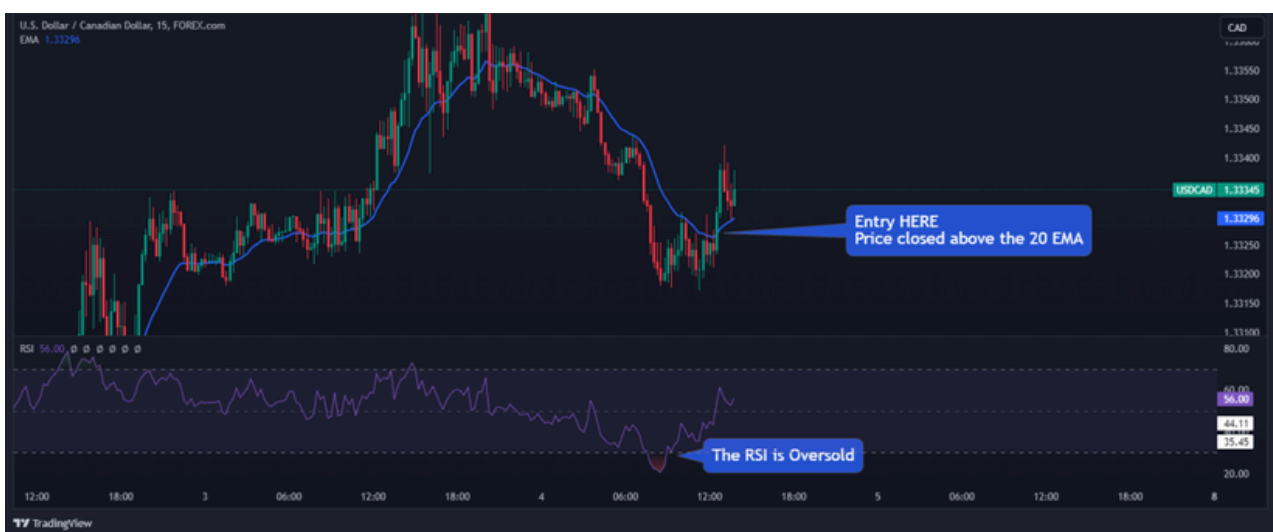 U.S. Dollar / Canadian Dollar, 15, FOREX.com
EMA 1.33296
CAD
1.33550
1.33500
1.33450
1.33400
USDCAD 1.33345
1.33296
1.33250
1.33200
1.33150
1.33100
Entry HERE
Price closed above the 20 EMA
RSI 56.00 ø ø ø ø ø ø
80.00
60.00
56.00
44.11
35.45
20.00
The RSI is Oversold
12:00 18:00 3 06:00 12:00 18:00 4 06:00 12:00 18:00 5 06:00 12:00 18:00 8
TradingView